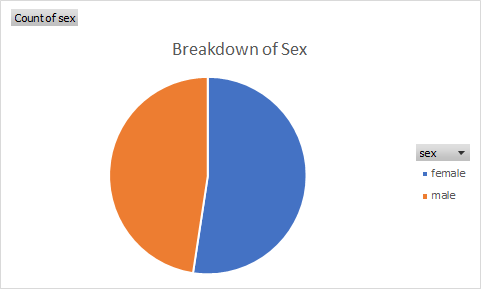 Count of sex
Breakdown of Sex
sex
female
male